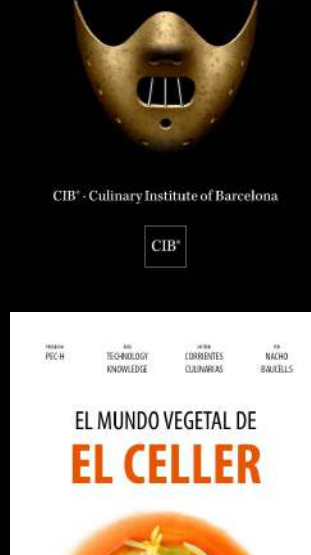 CIB® - Culinary Institute of Barcelona
CIB®
PEC-H
TECHNOLOGY
KNOWLEDGE
CORRIENTES
CULINARIAS
NACHO
BAUCELLS
EL MUNDO VEGETAL DE
EL CELLER